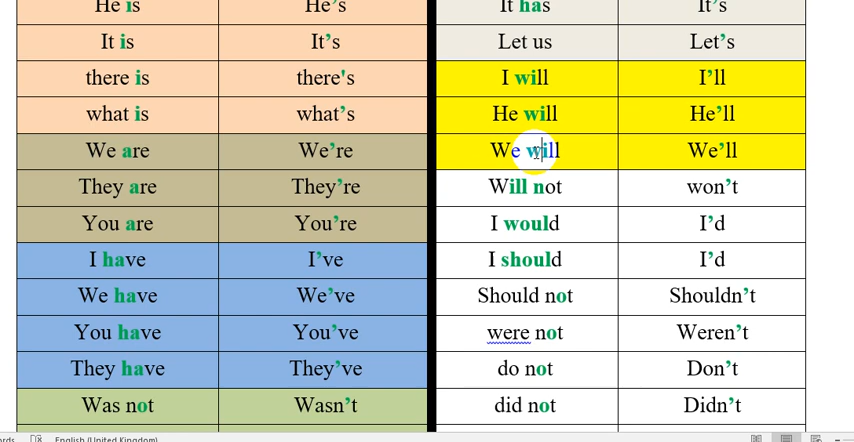 He is He's It has It's
It is It's Let us Let's
there is there's I will I'll
what is what's He will He'll
We are We're We will We'll
They are They're Will not won't
You are You're I would I'd
I have I've I should I'd
We have We've Should not Shouldn't
You have You've were not Weren't
They have They've do not Don't
Was not Wasn't did not Didn't
English (United Kingdom)